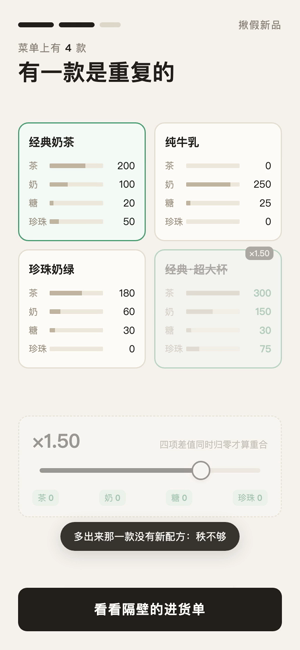 揪假新品
菜单上有 4 款
有一款是重复的
经典奶茶
茶 200
奶 100
糖 20
珍珠 50
纯牛乳
茶 0
奶 250
糖 25
珍珠 0
珍珠奶绿
茶 180
奶 60
糖 30
珍珠 0
×1.50
经典·超大杯
茶 300
奶 150
糖 30
珍珠 75
×1.50
四项差值同时归零才算重合
茶 0
奶 0
糖 0
珍珠 0
多出来那一款没有新配方：秩不够
看看隔壁的进货单